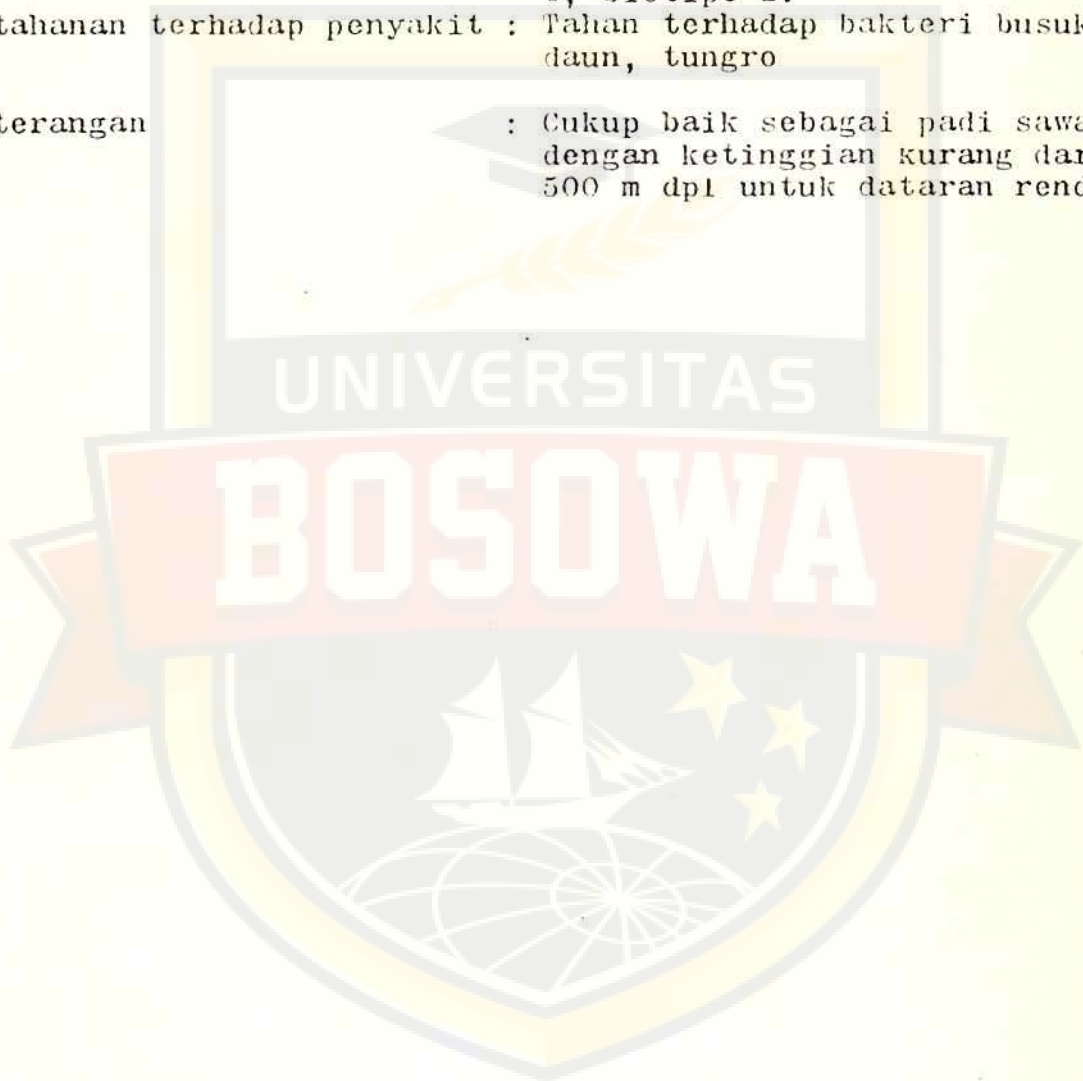 tahanan terhadap penyakit : Tahan terhadap bakteri busuk
daun, tungro
terangan : Cukup baik sebagai padi sawa
dengan ketinggian kurang dar
500 m dpl untuk dataran rend
UNIVERSITAS
BOSOWA